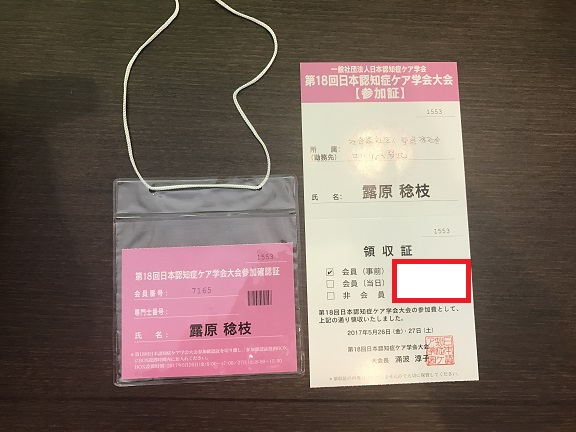 第18回日本認知症ケア学会大会参加確認証
1553
会員番号: 7165
専門士番号:
氏 名: 露原 稔枝
一般社団法人日本認知症ケア学会
第18回日本認知症ケア学会大会
【参加証】
1553
所 属:
(勤務先)
氏 名: 露原 稔枝
1553
領収証
会員(事前)
会員(当日)
非 会 員
第18回日本認知症ケア学会大会の参加費として、
上記の通り領収いたしました。
2017年5月26日(金)・27日(土)
第18回日本認知症ケア学会大会
大会長 涌波 淳子